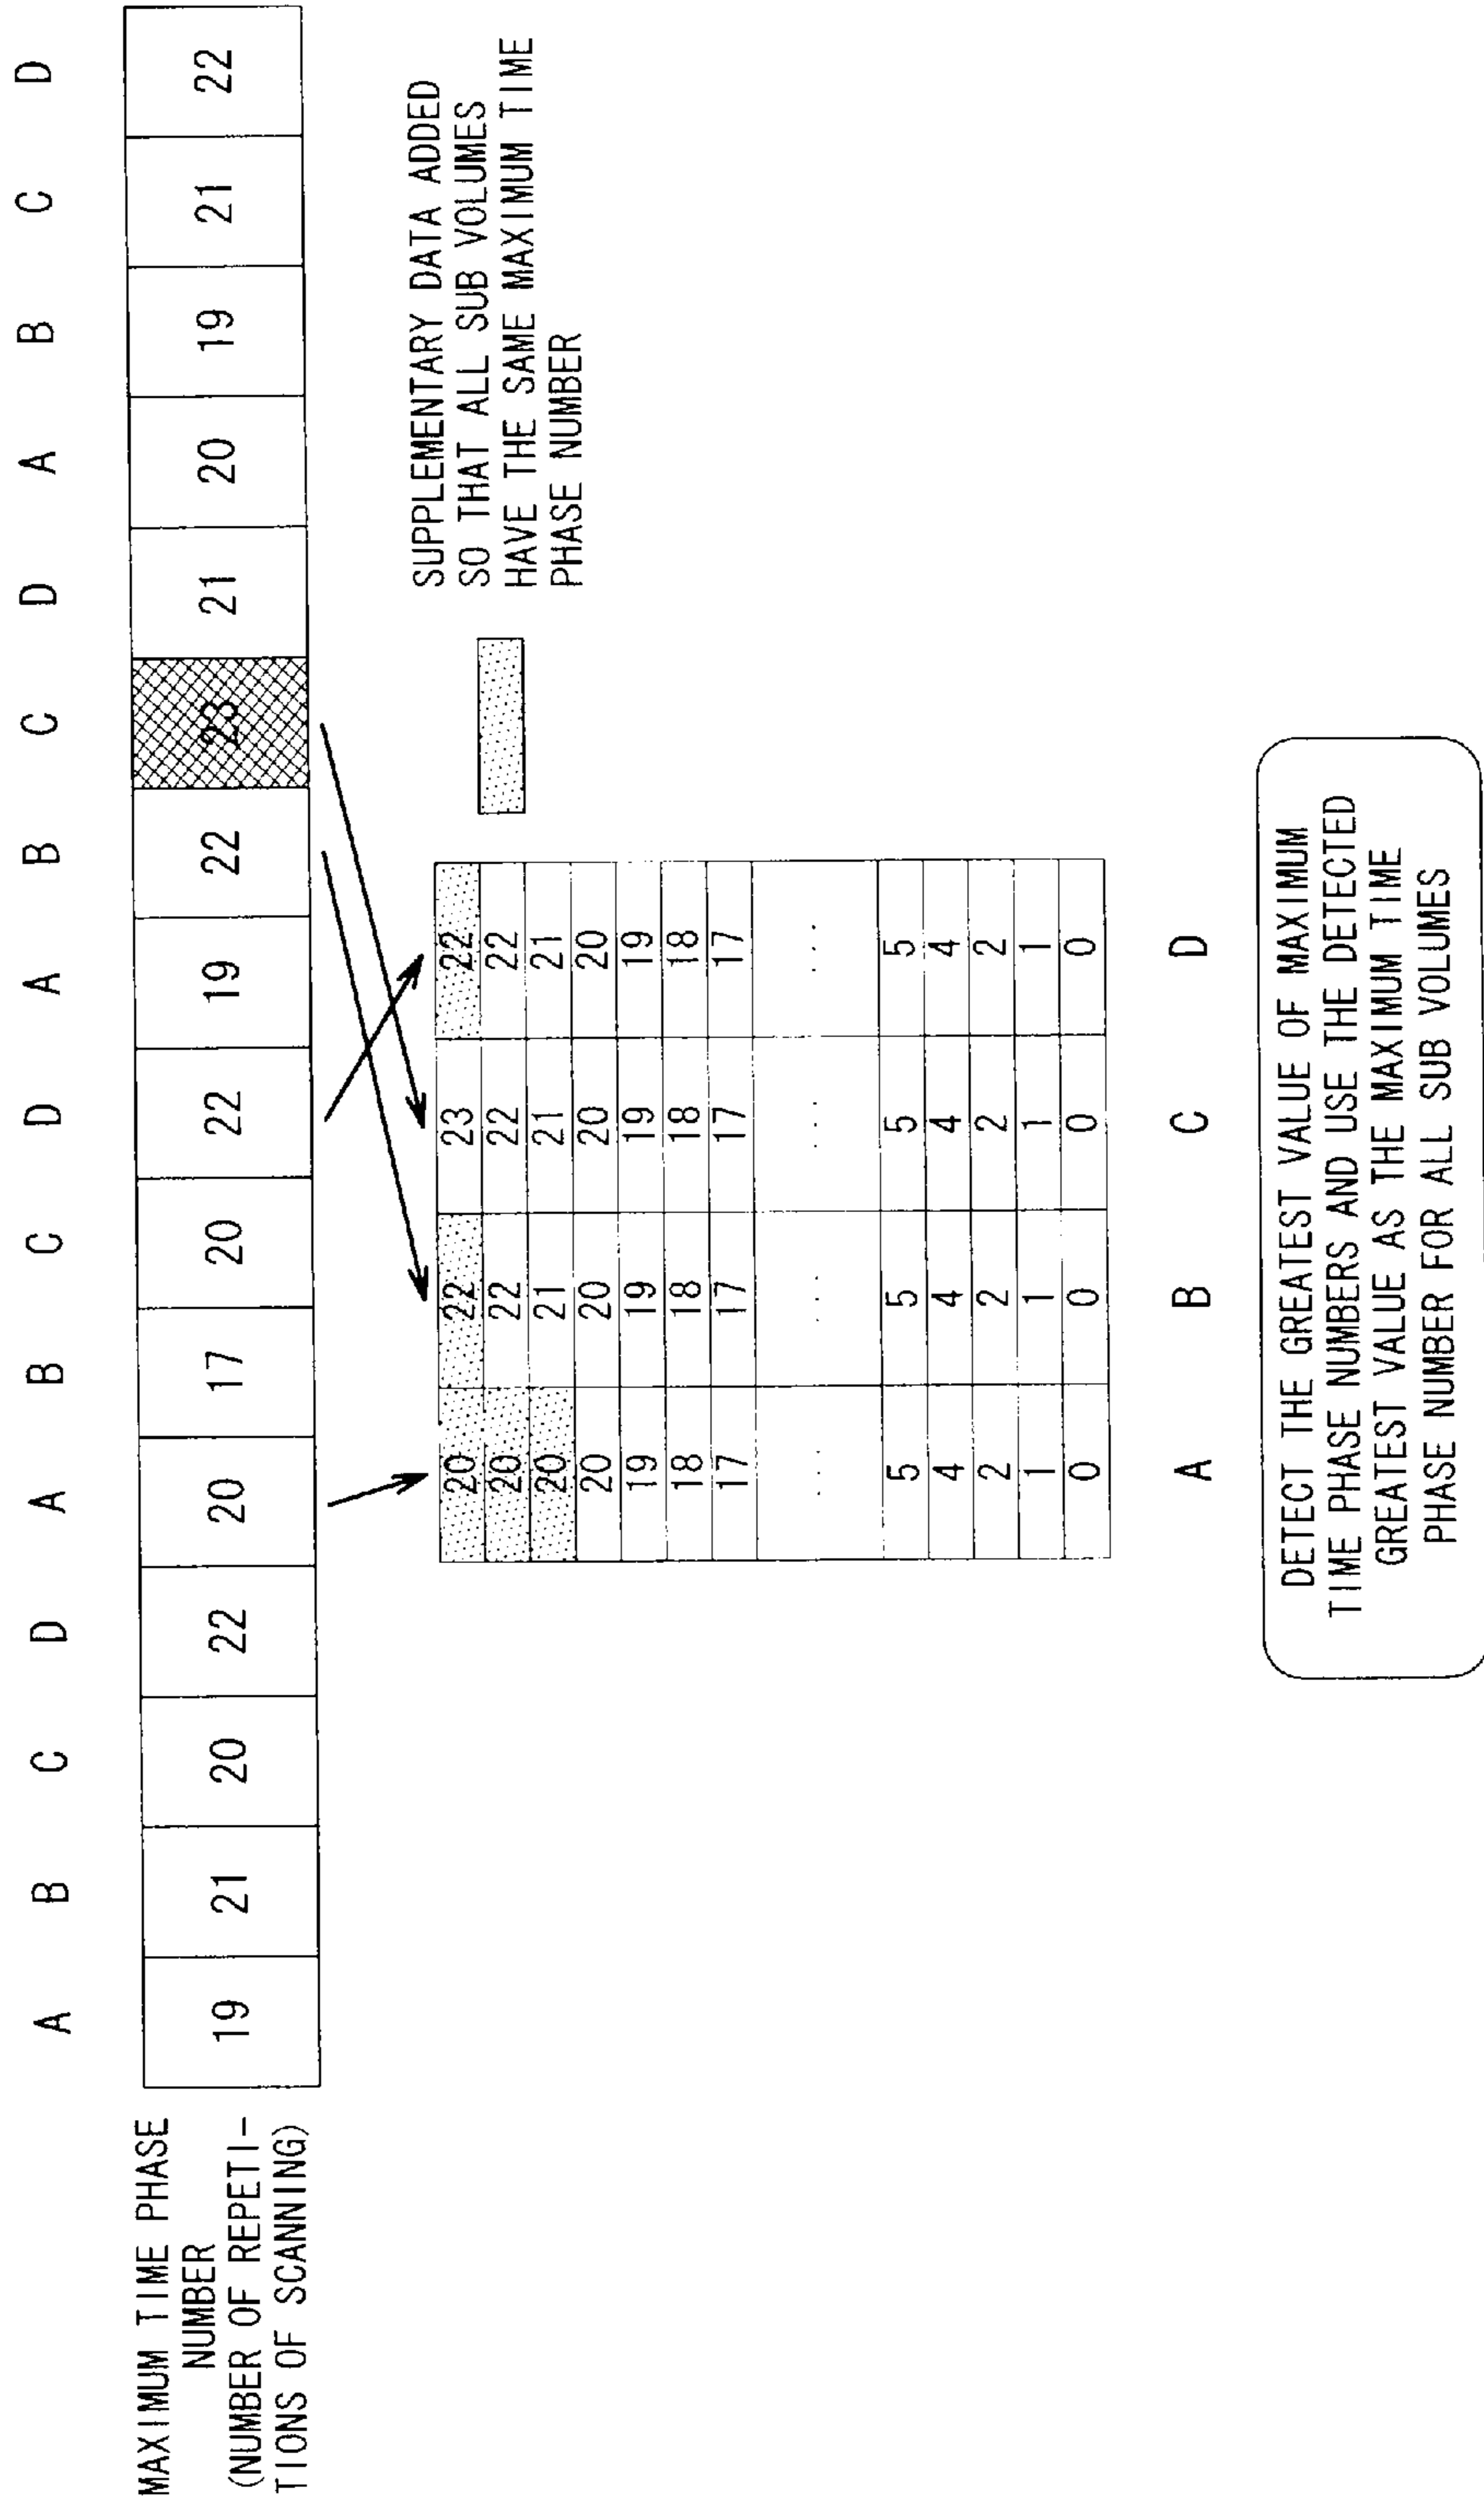 A B C D A B C D A B C D A B C D
MAXIMUM TIME PHASE
NUMBER
(NUMBER OF REPETI-
TIONS OF SCANNING)
19 21 20 22 20 17 20 22 19 22 23 21 20 19 21 22
SUPPLEMENTARY DATA ADDED
SO THAT ALL SUB VOLUMES
HAVE THE SAME MAXIMUM TIME
PHASE NUMBER
20 22 23 22
20 22 22 22
20 21 21 21
20 20 20 20
19 19 19 19
18 18 18 18
17 17 17 17
... ... ... ...
5 5 5 5
4 4 4 4
2 2 2 2
1 1 1 1
0 0 0 0
A B C D
DETECT THE GREATEST VALUE OF MAXIMUM
TIME PHASE NUMBERS AND USE THE DETECTED
GREATEST VALUE AS THE MAXIMUM TIME
PHASE NUMBER FOR ALL SUB VOLUMES